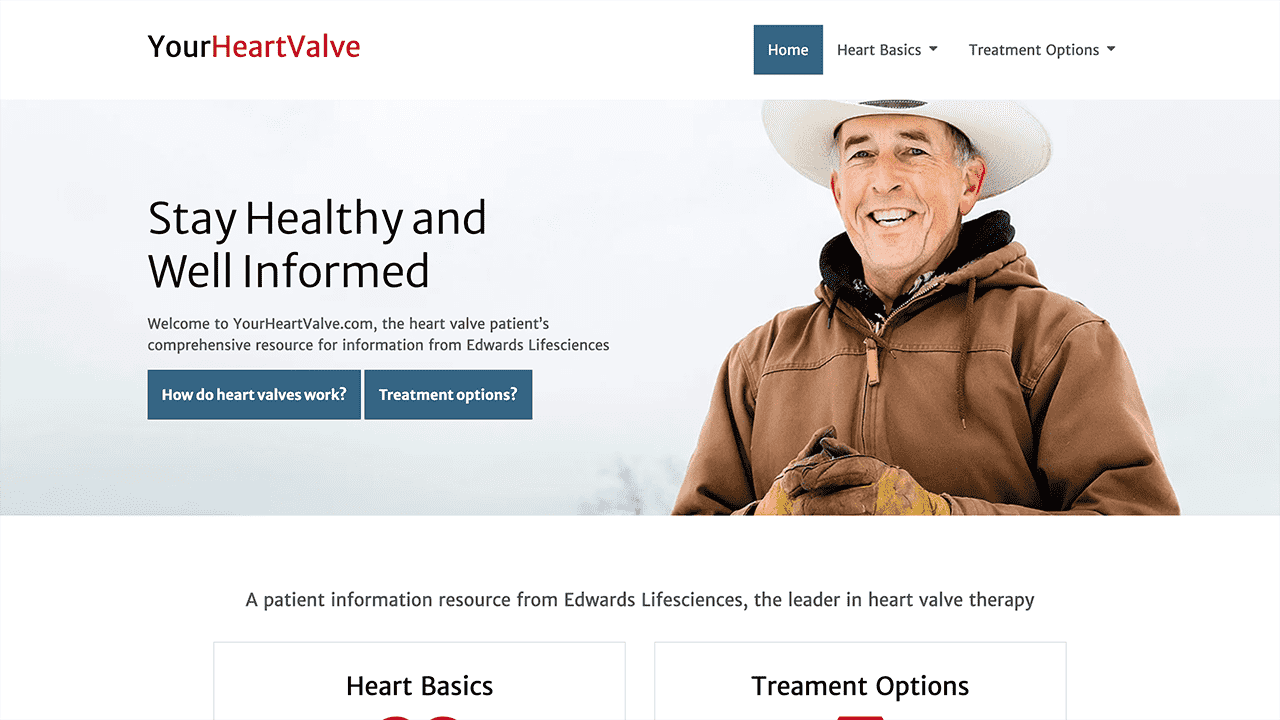 YourHeartValve
Home
Heart Basics
Treatment Options
Stay Healthy and
Well Informed
Welcome to YourHeartValve.com, the heart valve patient’s
comprehensive resource for information from Edwards Lifesciences
How do heart valves work?
Treatment options?
A patient information resource from Edwards Lifesciences, the leader in heart valve therapy
Heart Basics
Treament Options